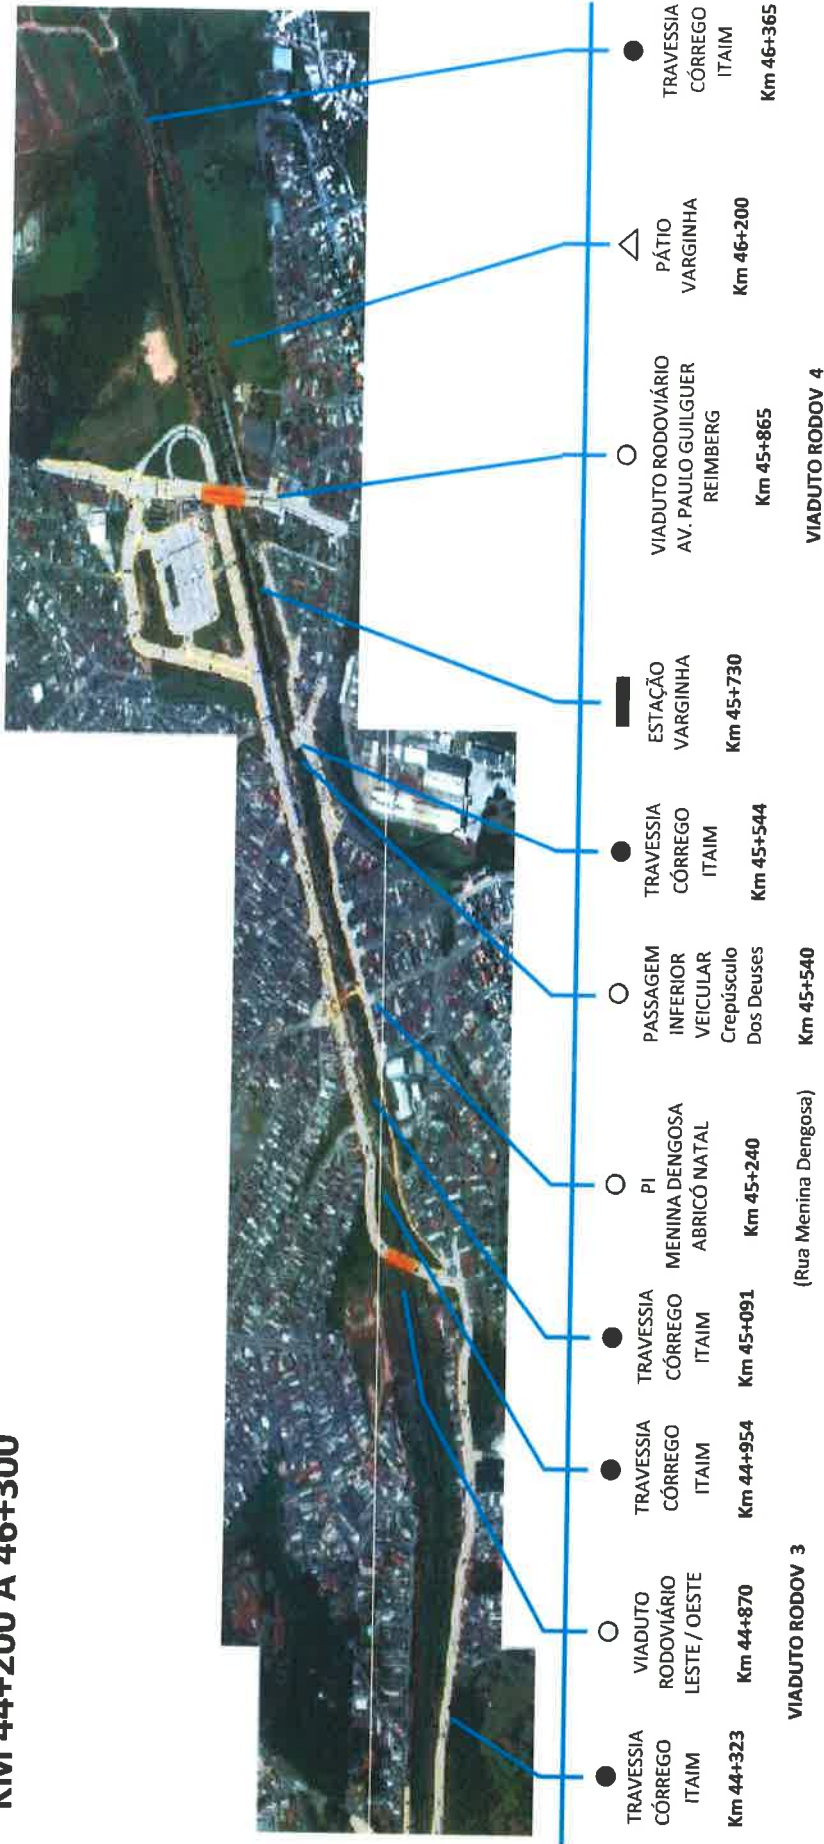 KM 44+200 A 46+300
TRAVESSIA
CÓRREGO
ITAIM
Km 44+323
VIADUTO
RODOVIÁRIO
LESTE / OESTE
Km 44+870
VIADUTO RODOV 3
TRAVESSIA
CÓRREGO
ITAIM
Km 44+954
TRAVESSIA
CÓRREGO
ITAIM
Km 45+091
PI
MENINA DENGOSA
ABRICÓ NATAL
Km 45+240
(Rua Menina Dengosa)
PASSAGEM
INFERIOR
VEICULAR
Crepúsculo
Dos Deuses
Km 45+540
TRAVESSIA
CÓRREGO
ITAIM
Km 45+544
ESTAÇÃO
VARGINHA
Km 45+730
VIADUTO RODOVIÁRIO
AV. PAULO GUILGUER
REIMBERG
Km 45+865
VIADUTO RODOV 4
PÁTIO
VARGINHA
Km 46+200
TRAVESSIA
CÓRREGO
ITAIM
Km 46+365